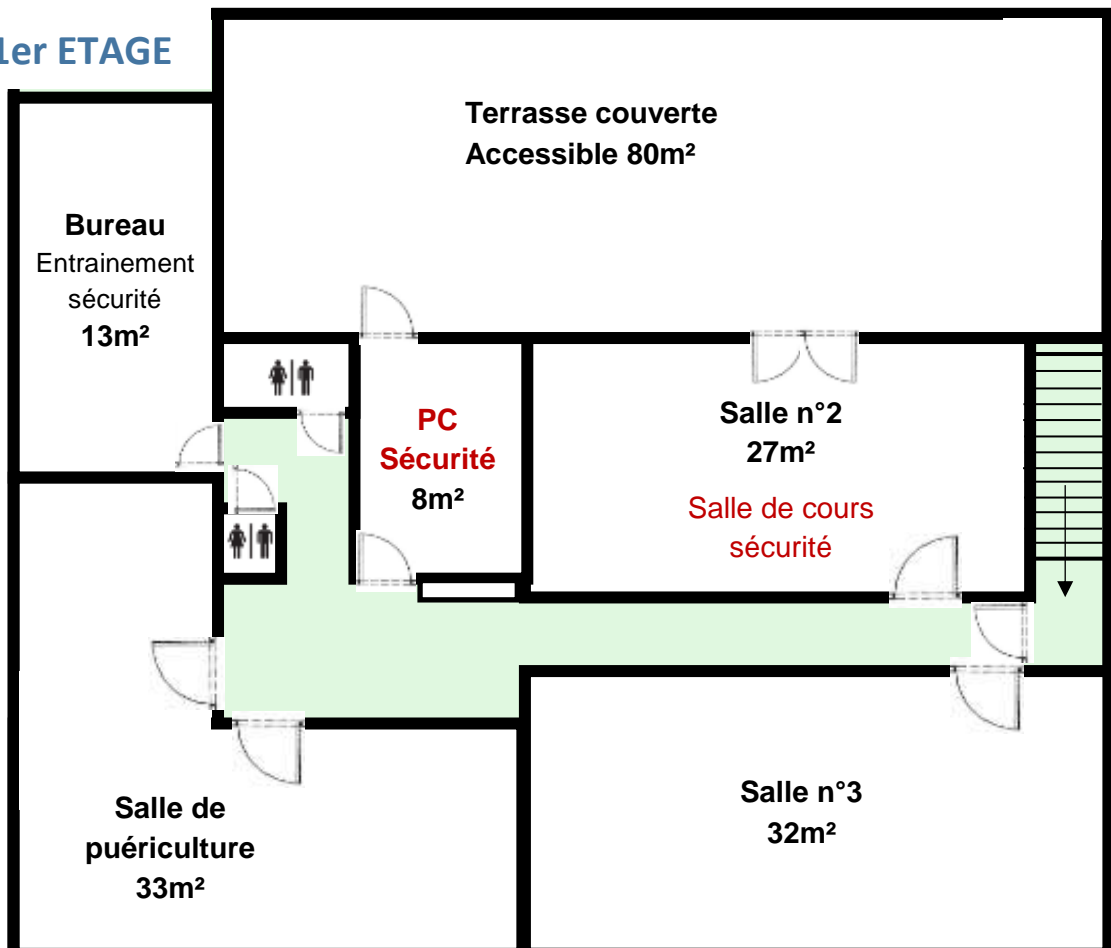 1er ETAGE
Terrasse couverte
Accessible 80m²
Bureau
Entrainement
sécurité
13m²
PC
Sécurité
8m²
Salle n°2
27m²
Salle de cours
sécurité
Salle de
puériculture
33m²
Salle n°3
32m²